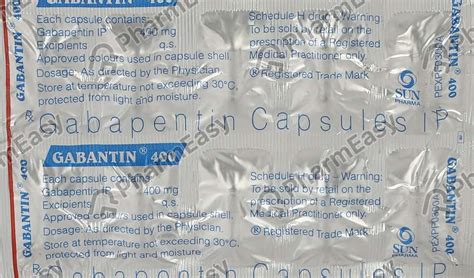 GABANTIN® 400
Each capsule contains:
Gabapentin IP 400 mg
Excipients q.s.
Approved colours used in capsule shell.
Dosage: As directed by the Physician.
Store at temperature not exceeding 30°C,
protected from light and moisture.
Schedule H drug - Warning:
To be sold by retail on the
prescription of a Registered
Medical Practitioner only.
® Registered Trade Mark
SUN
PHARMA
GABANTIN® 400
Gabapentin Capsules IP
GABANTIN® 400
Each capsule contains:
Gabapentin IP 400 mg
Excipients q.s.
Approved colours used in capsule shell.
Dosage: As directed by the Physician.
Store at temperature not exceeding 30°C,
protected from light and moisture.
Schedule H drug - Warning:
To be sold by retail on the
prescription of a Registered
Medical Practitioner only.
® Registered Trade Mark
SUN
PHARMA
GABANTIN® 400
Gabapentin Capsules IP
PharmEasy